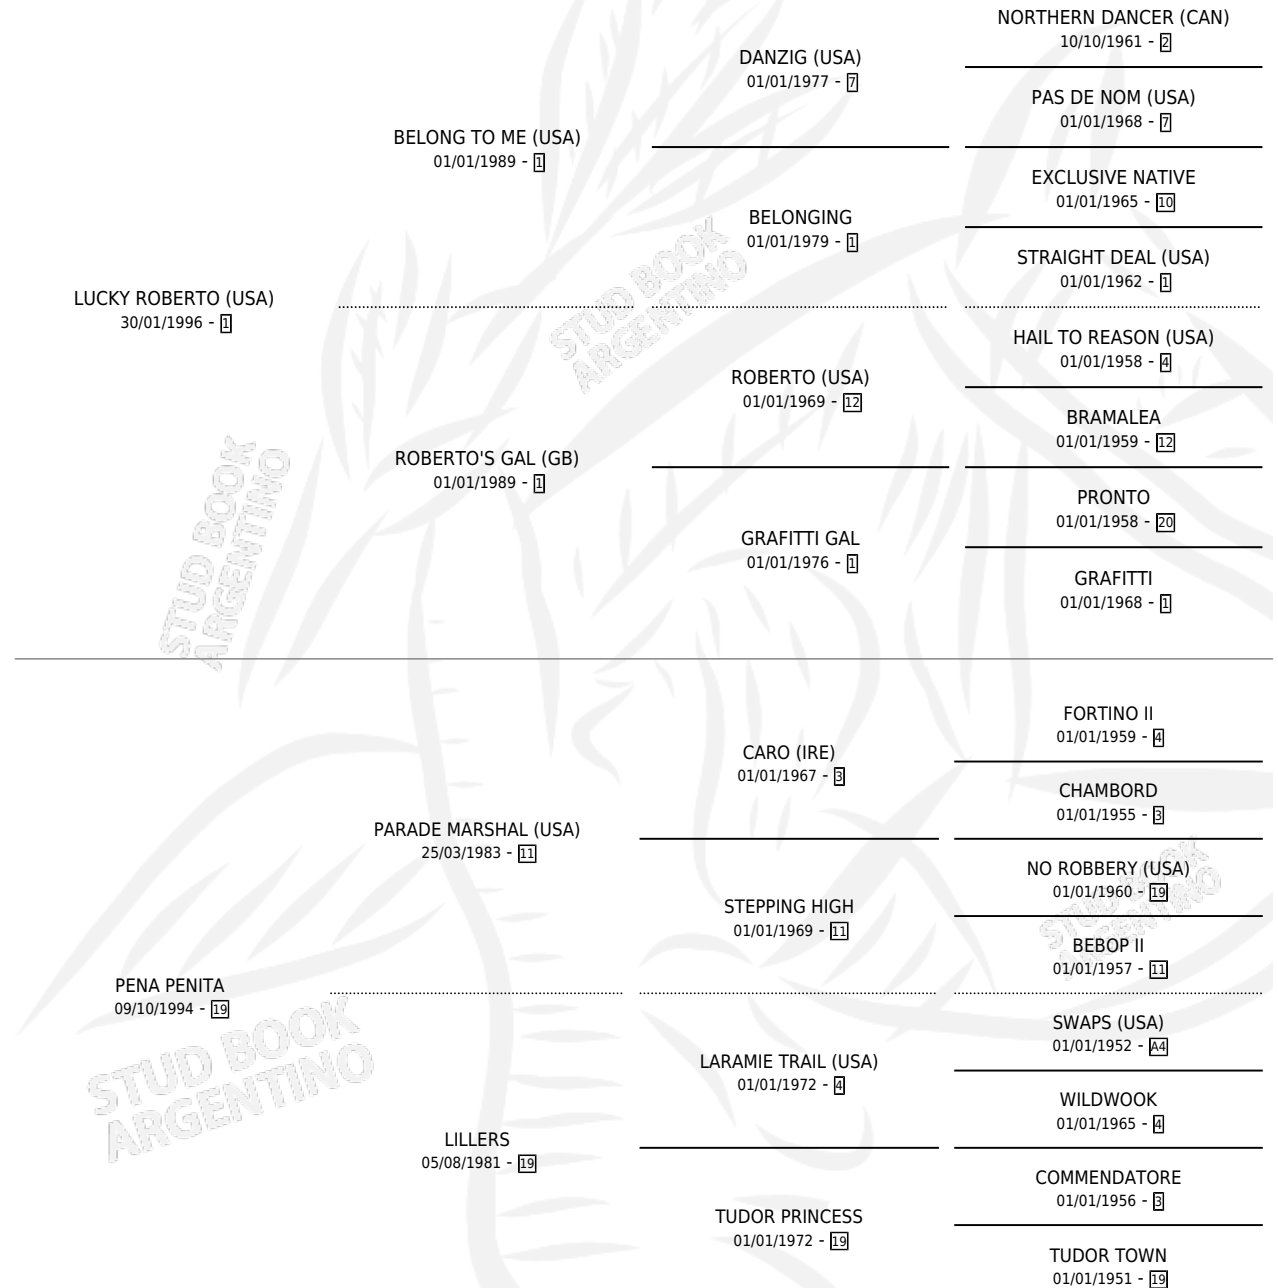 NORTHERN DANCER (CAN)
10/10/1961 - 2
DANZIG (USA)
01/01/1977 - 7
PAS DE NOM (USA)
01/01/1968 - 7
BELONG TO ME (USA)
01/01/1989 - 1
EXCLUSIVE NATIVE
01/01/1965 - 10
BELONGING
01/01/1979 - 1
STRAIGHT DEAL (USA)
01/01/1962 - 1
LUCKY ROBERTO (USA)
30/01/1996 - 1
HAIL TO REASON (USA)
01/01/1958 - 4
ROBERTO (USA)
01/01/1969 - 12
BRAMALEA
01/01/1959 - 12
ROBERTO'S GAL (GB)
01/01/1989 - 1
PRONTO
01/01/1958 - 20
GRAFITTI GAL
01/01/1976 - 1
GRAFITTI
01/01/1968 - 1
STUD BOOK
ARGENTINO
STUD BOOK
ARGENTINO
FORTINO II
01/01/1959 - 4
CARO (IRE)
01/01/1967 - 3
CHAMBORD
01/01/1955 - 3
PARADE MARSHAL (USA)
25/03/1983 - 11
NO ROBBERY (USA)
01/01/1960 - 19
STEPPING HIGH
01/01/1969 - 11
BEBOP II
01/01/1957 - 11
PENA PENITA
09/10/1994 - 19
SWAPS (USA)
01/01/1952 - A4
LARAMIE TRAIL (USA)
01/01/1972 - 4
WILDWOOK
01/01/1965 - 4
LILLERS
05/08/1981 - 19
COMMENDATORE
01/01/1956 - 3
TUDOR PRINCESS
01/01/1972 - 19
TUDOR TOWN
01/01/1951 - 19
STUD BOOK
ARGENTINO
STUD BOOK
ARGENTINO